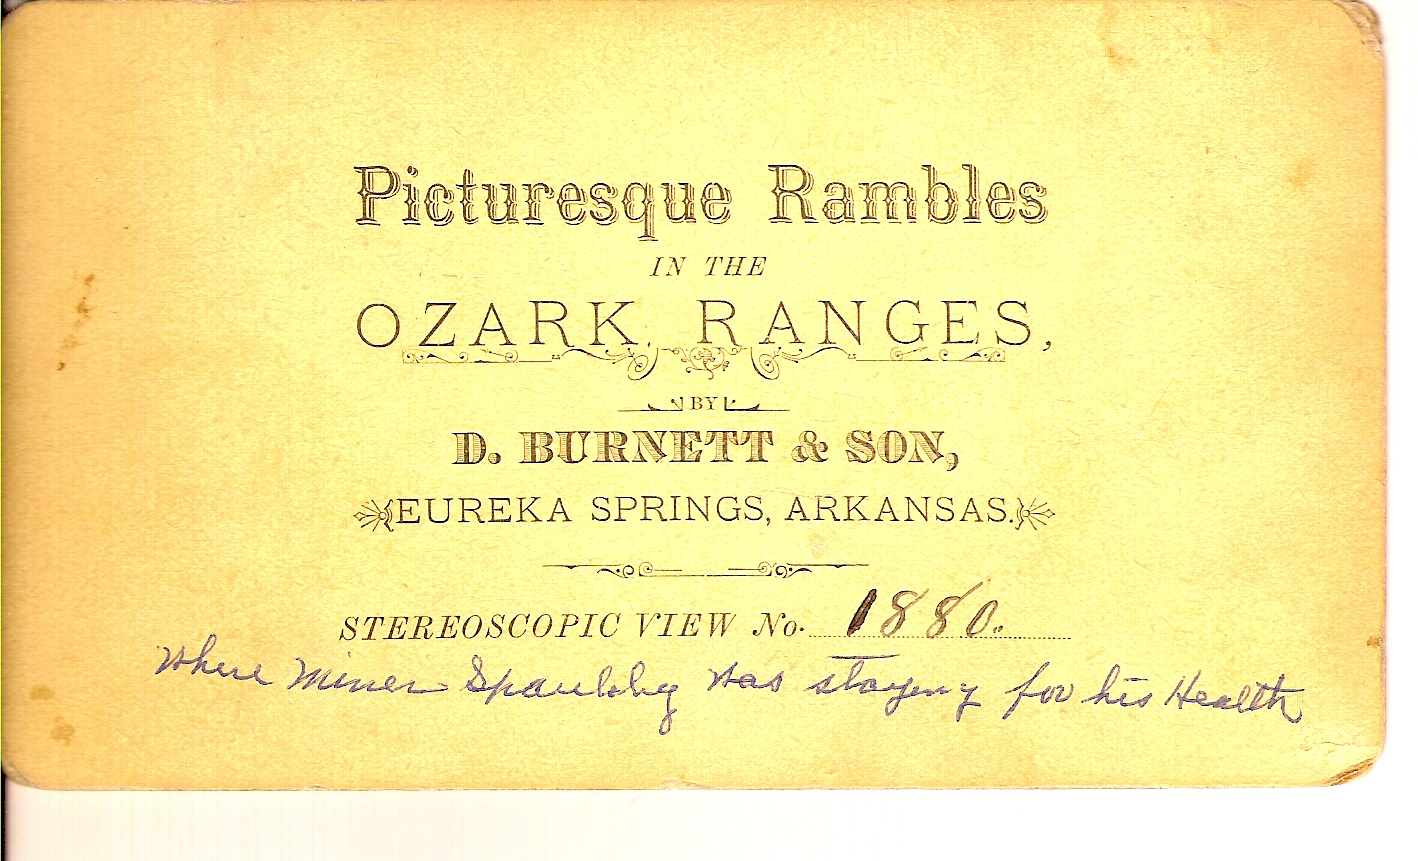 Picturesque Rambles
IN THE
OZARK RANGES,
BY
D. BURNETT & SON,
EUREKA SPRINGS, ARKANSAS.
STEREOSCOPIC VIEW No. 1880.
where Miner was staying for his Health